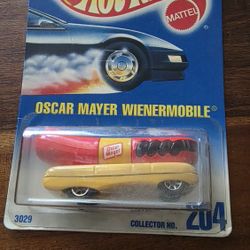 HOT WHEELS
MATTEL
OSCAR MAYER WIENERMOBILE®
Oscar
Mayer
3029
COLLECTOR NO.
204